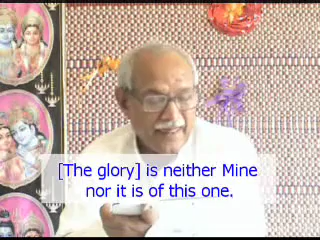 [The glory] is neither Mine
nor it is of this one.